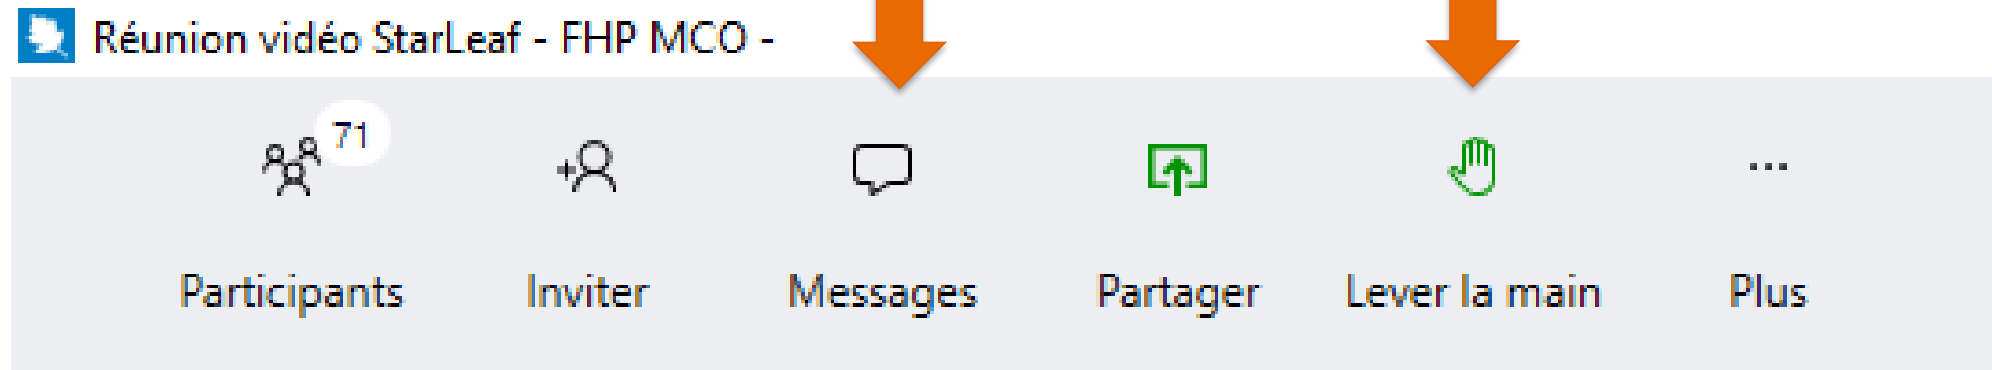 Réunion vidéo StarLeaf - FHP MCO -
71
Participants Inviter Messages Partager Lever la main Plus